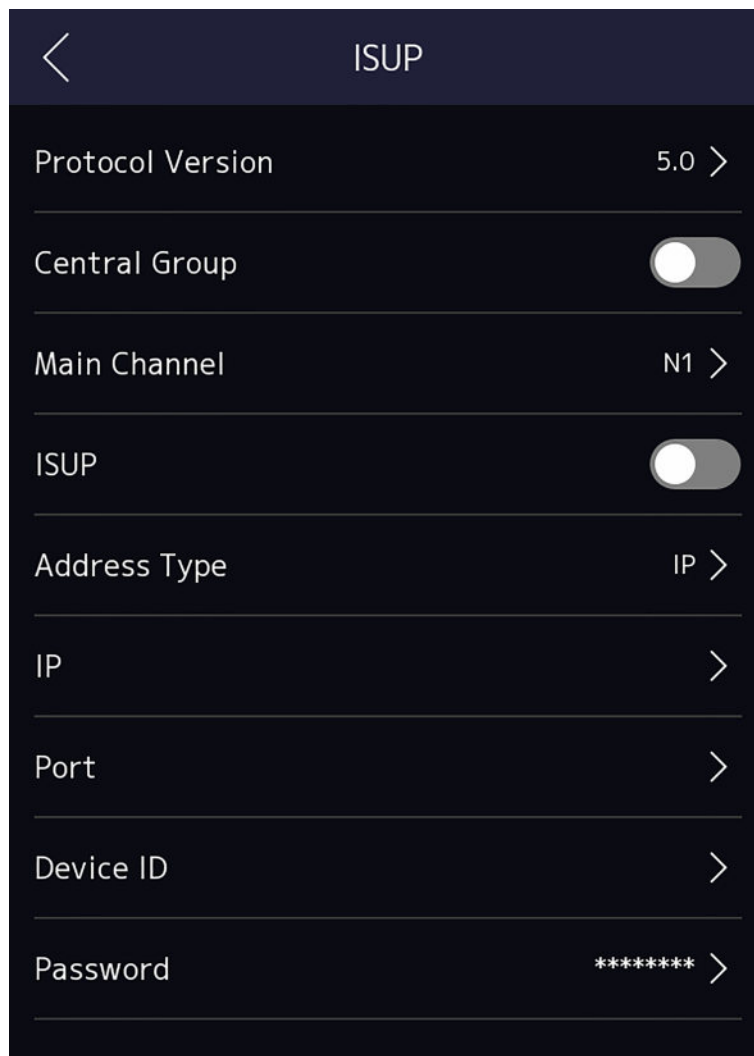 ISUP
Protocol Version 5.0
Central Group
Main Channel N1
ISUP
Address Type IP
IP
Port
Device ID
Password ********